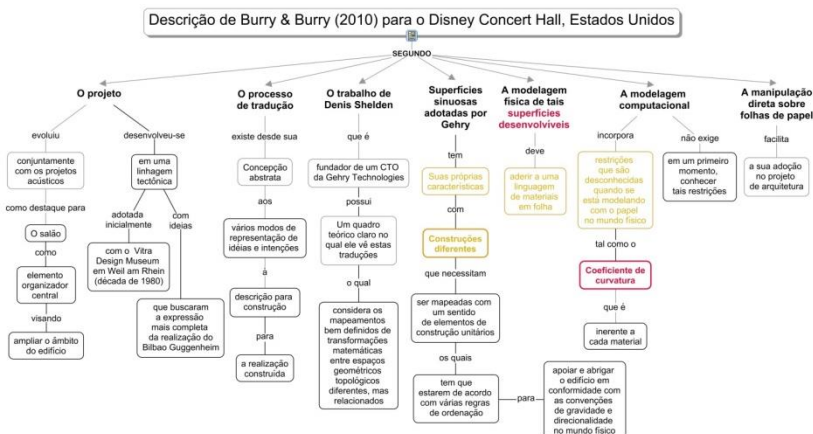 Descrição de Burry & Burry (2010) para o Disney Concert Hall, Estados Unidos
SEGUNDO
O projeto
evoluiu
conjuntamente
com os projetos
acústicos
como destaque para
O salão
como
elemento
organizador
central
visando
ampliar o âmbito
do edifício
desenvolveu-se
em uma
linhagem
tectônica
adotada
inicialmente
com o Vitra
Design Museum
em Weil am Rhein
(década de 1980)
com
ideias
que buscaram
a expressão
mais completa
da realização do
Bilbao Guggenheim
O processo
de tradução
existe desde sua
Concepção
abstrata
aos
vários modos de
representação de
idéias e intenções
á
descrição para
construção
para
a realização
construída
O trabalho de
Denis Shelden
que é
fundador de um CTO
da Gehry Technologies
possui
Um quadro
teórico claro no
qual ele vê estas
traduções
o qual
considera os
mapeamentos
bem definidos de
transformações
matemáticas
entre espaços
geométricos
topológicos
diferentes, mas
relacionados
Superfícies
sinuosas
adotadas por
Gehry
tem
Suas próprias
características
com
Construções
diferentes
que necessitam
ser mapeadas com
um sentido
de elementos de
construção unitários
os quais
tem que
estarem de acordo
com várias regras
de ordenação
para
apoiar e abrigar
o edifício em
conformidade com
as convenções
de gravidade e
direcionalidade
no mundo físico
A modelagem
física de tais
superfícies
desenvolvíveis
deve
aderir a uma
linguagem
de materiais
em folha
A modelagem
computacional
incorpora
restrições
que são
desconhecidas
quando se
está modelando
com o papel
no mundo físico
tal como o
Coeficiente de
curvatura
que é
inerente a
cada material
não exige
em um primeiro
momento,
conhecer
tais restrições
A manipulação
direta sobre
folhas de papel
facilita
a sua adoção
no projeto
de arquitetura